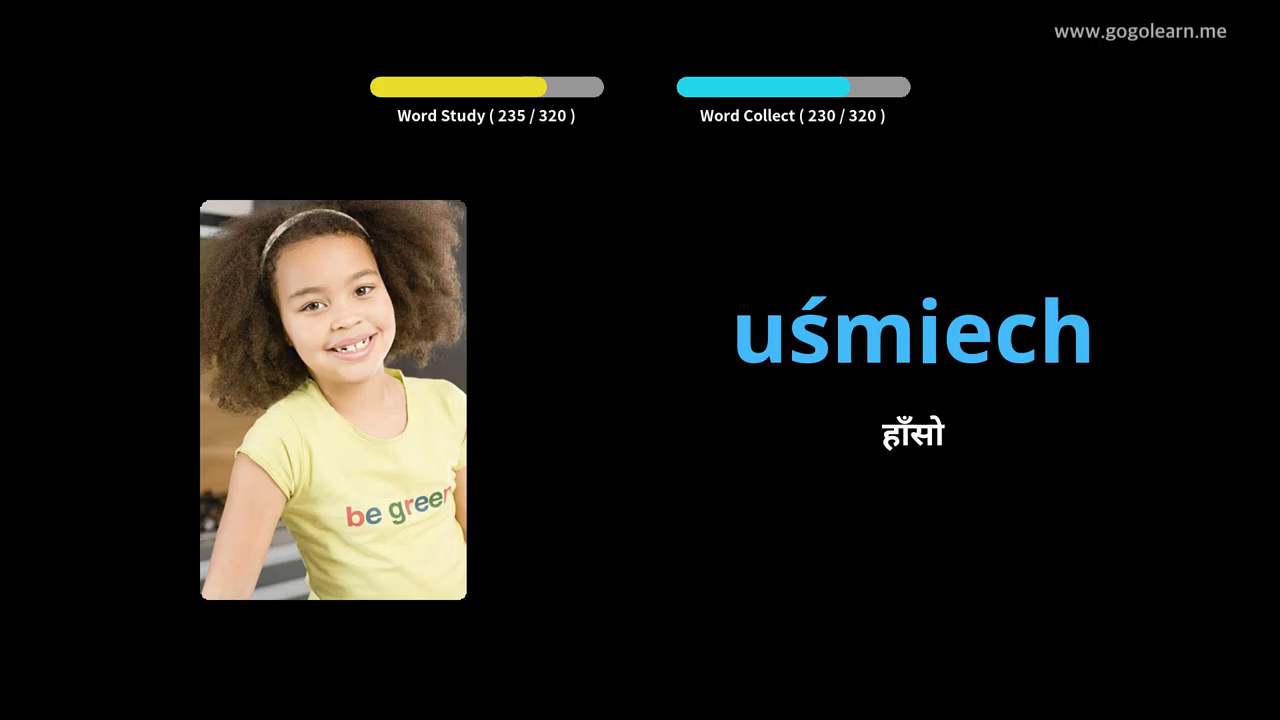 www.gogolearn.me
Word Study ( 235 / 320 )
Word Collect ( 230 / 320 )
uśmiech
हाँसो
be green